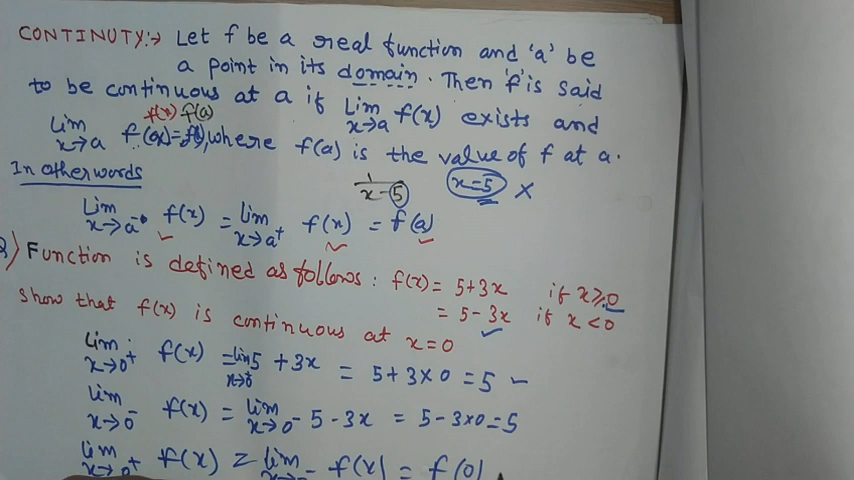 CONTINUTY:→ Let f be a real function and 'a' be
a point in its domain. Then 'f' is said
to be continuous at a if Lim x→a f(x) exists and
f(x) f(a)
Lim x→a f(x) = , where f(a) is the value of f at a.
In other words
1/x-5 x=5 ×
Lim x→a⁻ f(x) = Lim x→a⁺ f(x) = f(a)
) Function is defined as follows : f(x) = 5+3x if x≥0
= 5-3x if x<0
Show that f(x) is continuous at x=0
Lim x→0⁺ f(x) = lim x→0⁺ 5 + 3x = 5+3×0 = 5
Lim x→0⁻ f(x) = Lim x→0⁻ 5-3x = 5-3×0=5
Lim x→0⁺ f(x) = Lim f(x) = f(0)